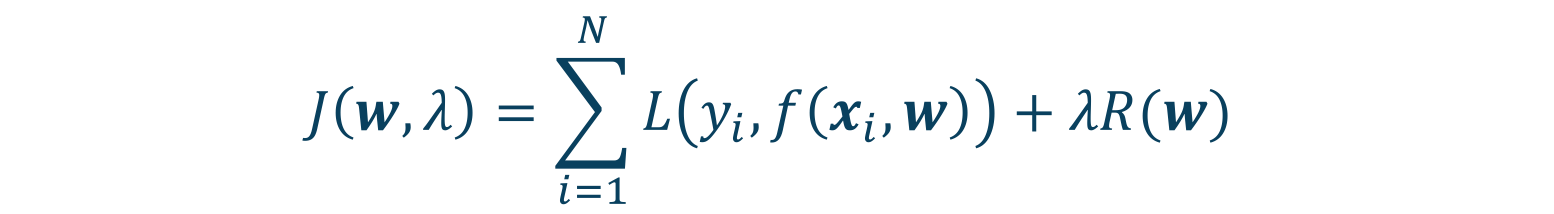 J(w, λ) = ∑_{i=1}^{N} L(y_i, f(x_i, w)) + λR(w)